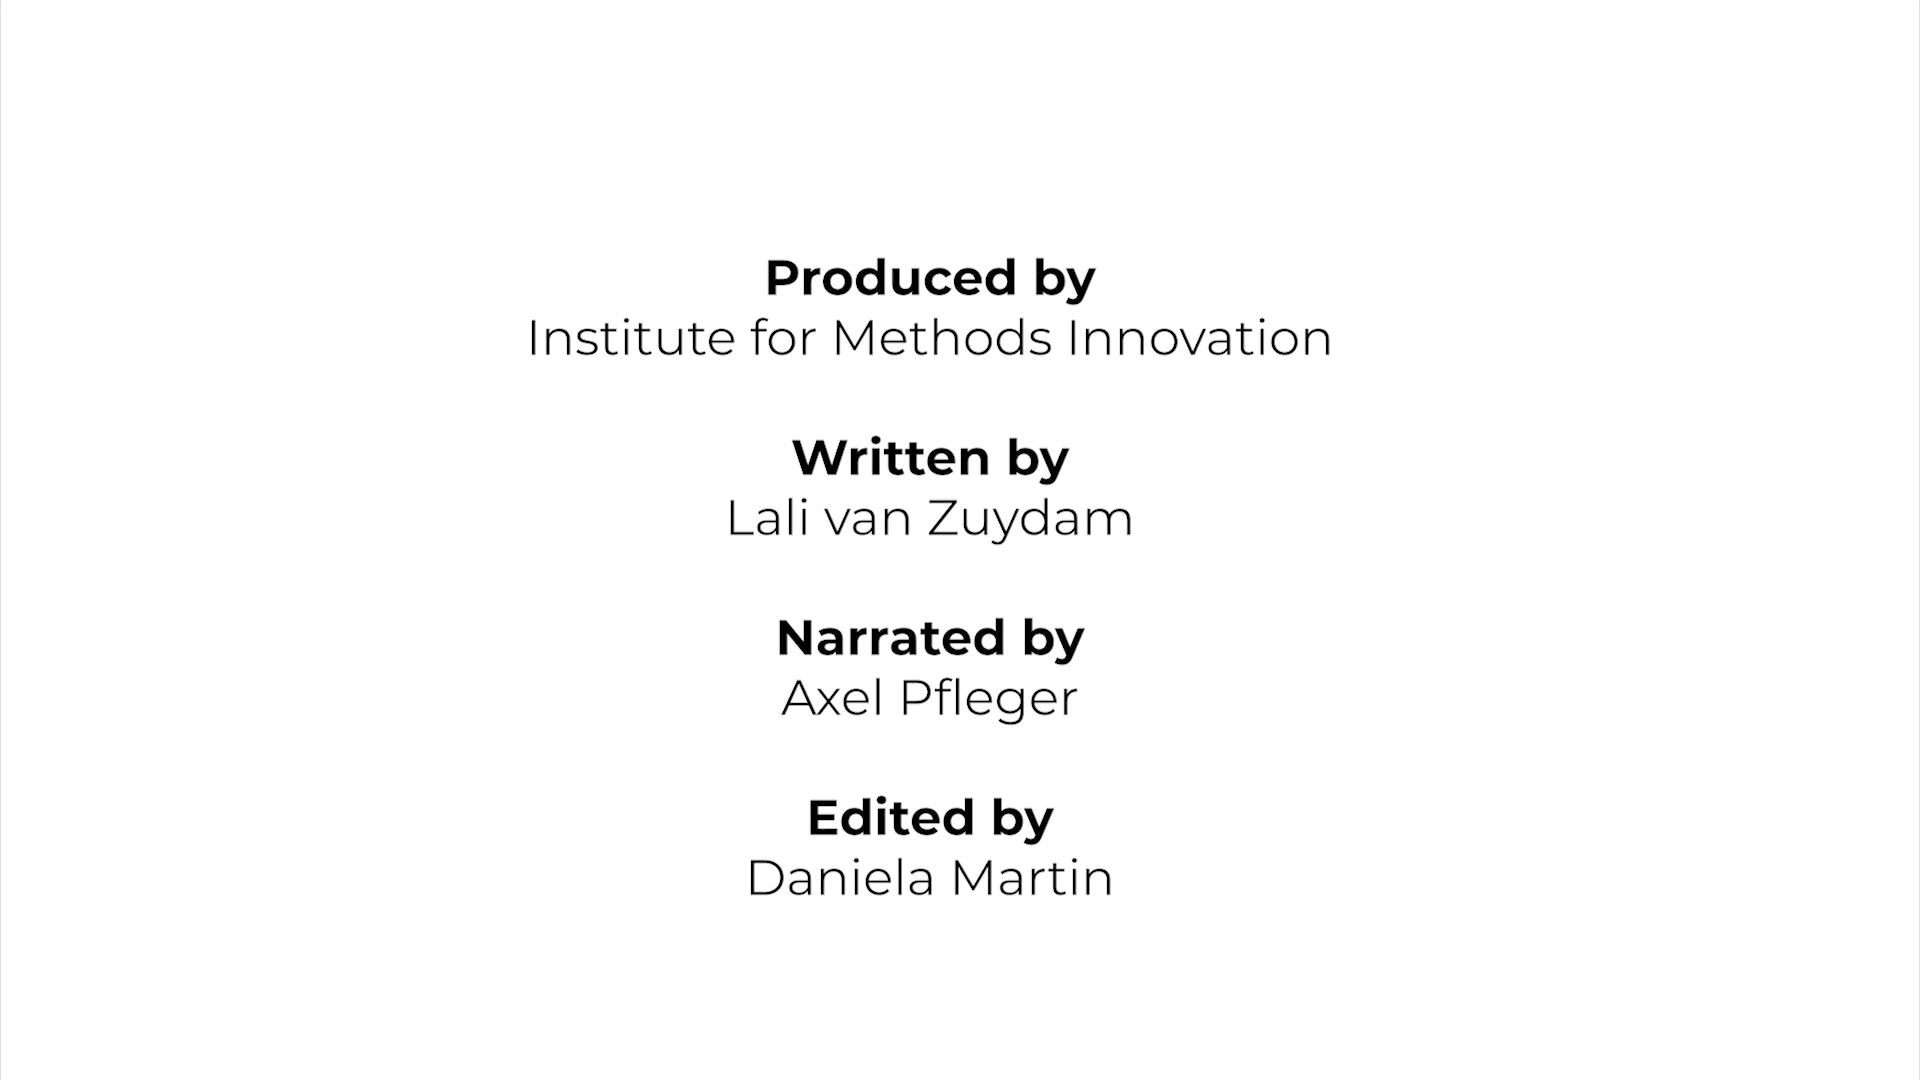 Produced by
Institute for Methods Innovation
Written by
Lali van Zuydam
Narrated by
Axel Pfleger
Edited by
Daniela Martin